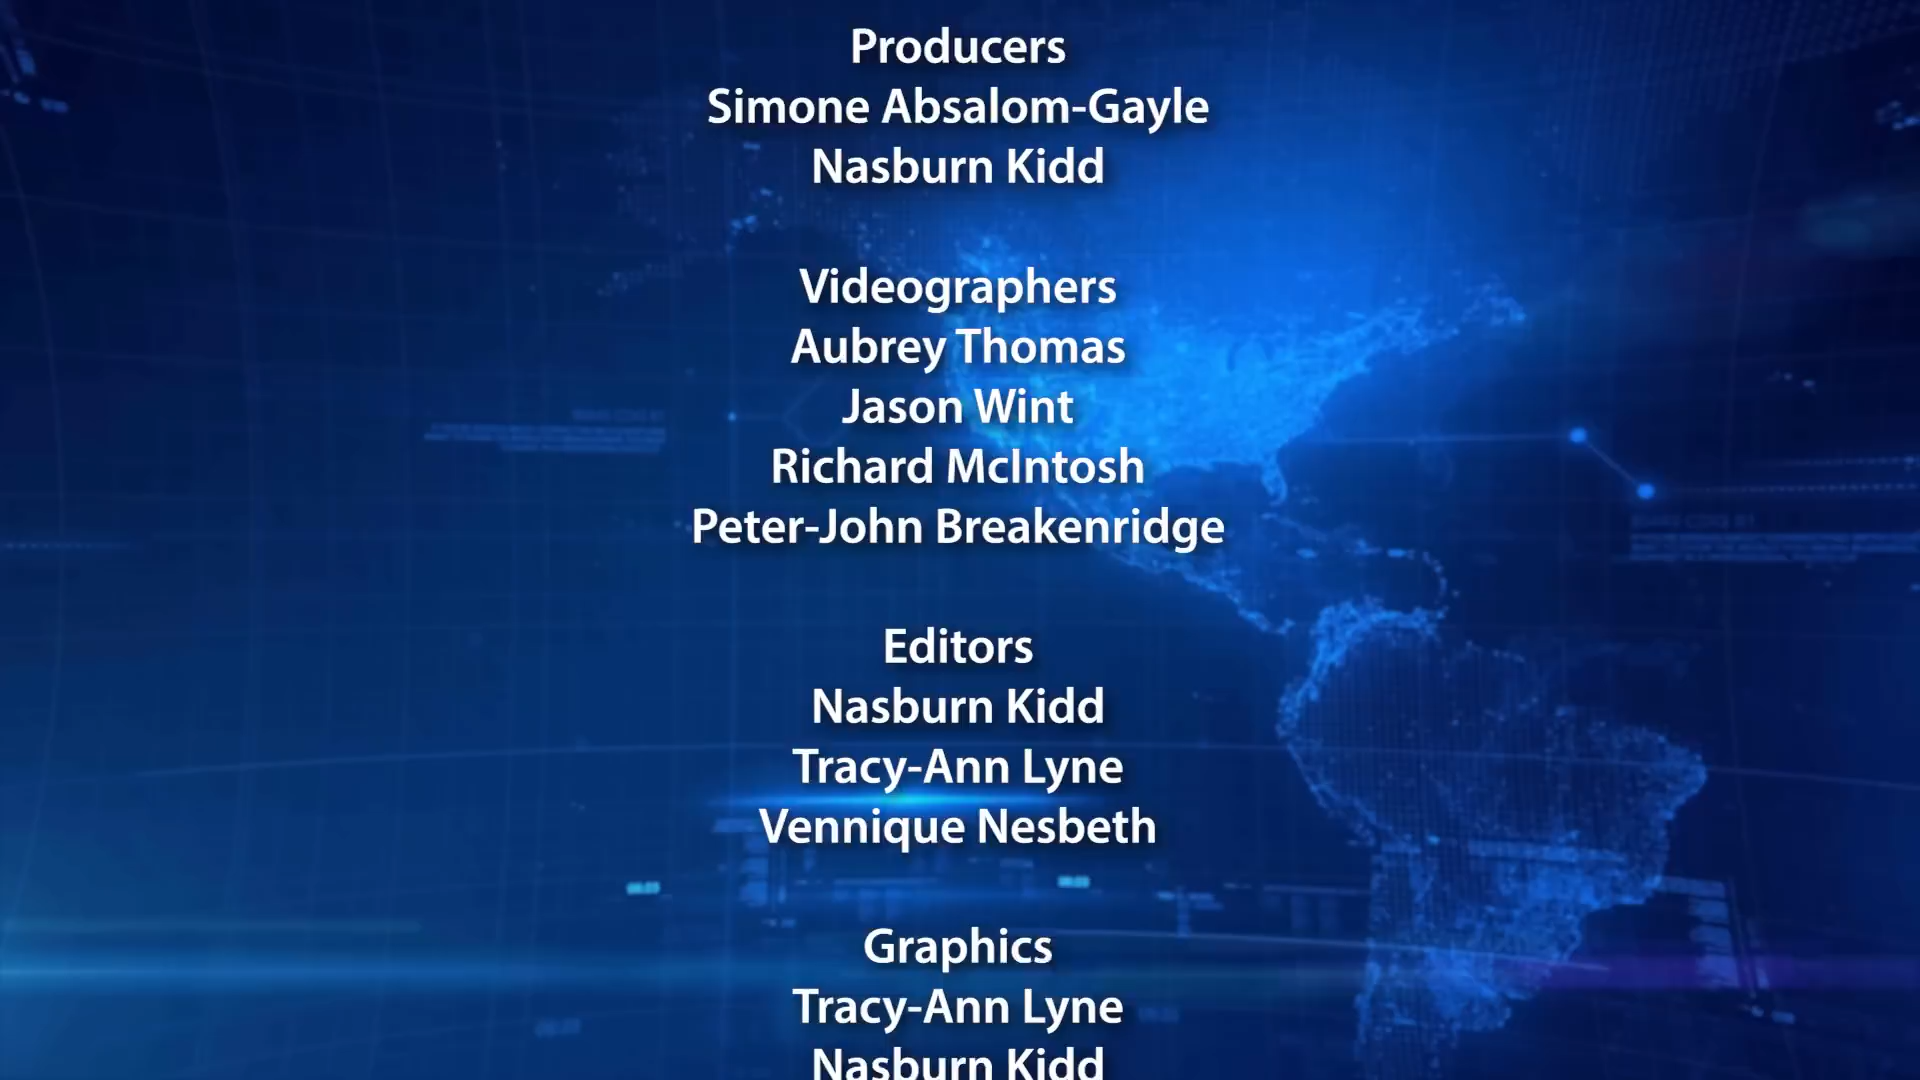 Producers
Simone Absalom-Gayle
Nasburn Kidd
Videographers
Aubrey Thomas
Jason Wint
Richard McIntosh
Peter-John Breakenridge
Editors
Nasburn Kidd
Tracy-Ann Lyne
Vennique Nesbeth
Graphics
Tracy-Ann Lyne
Nasburn Kidd